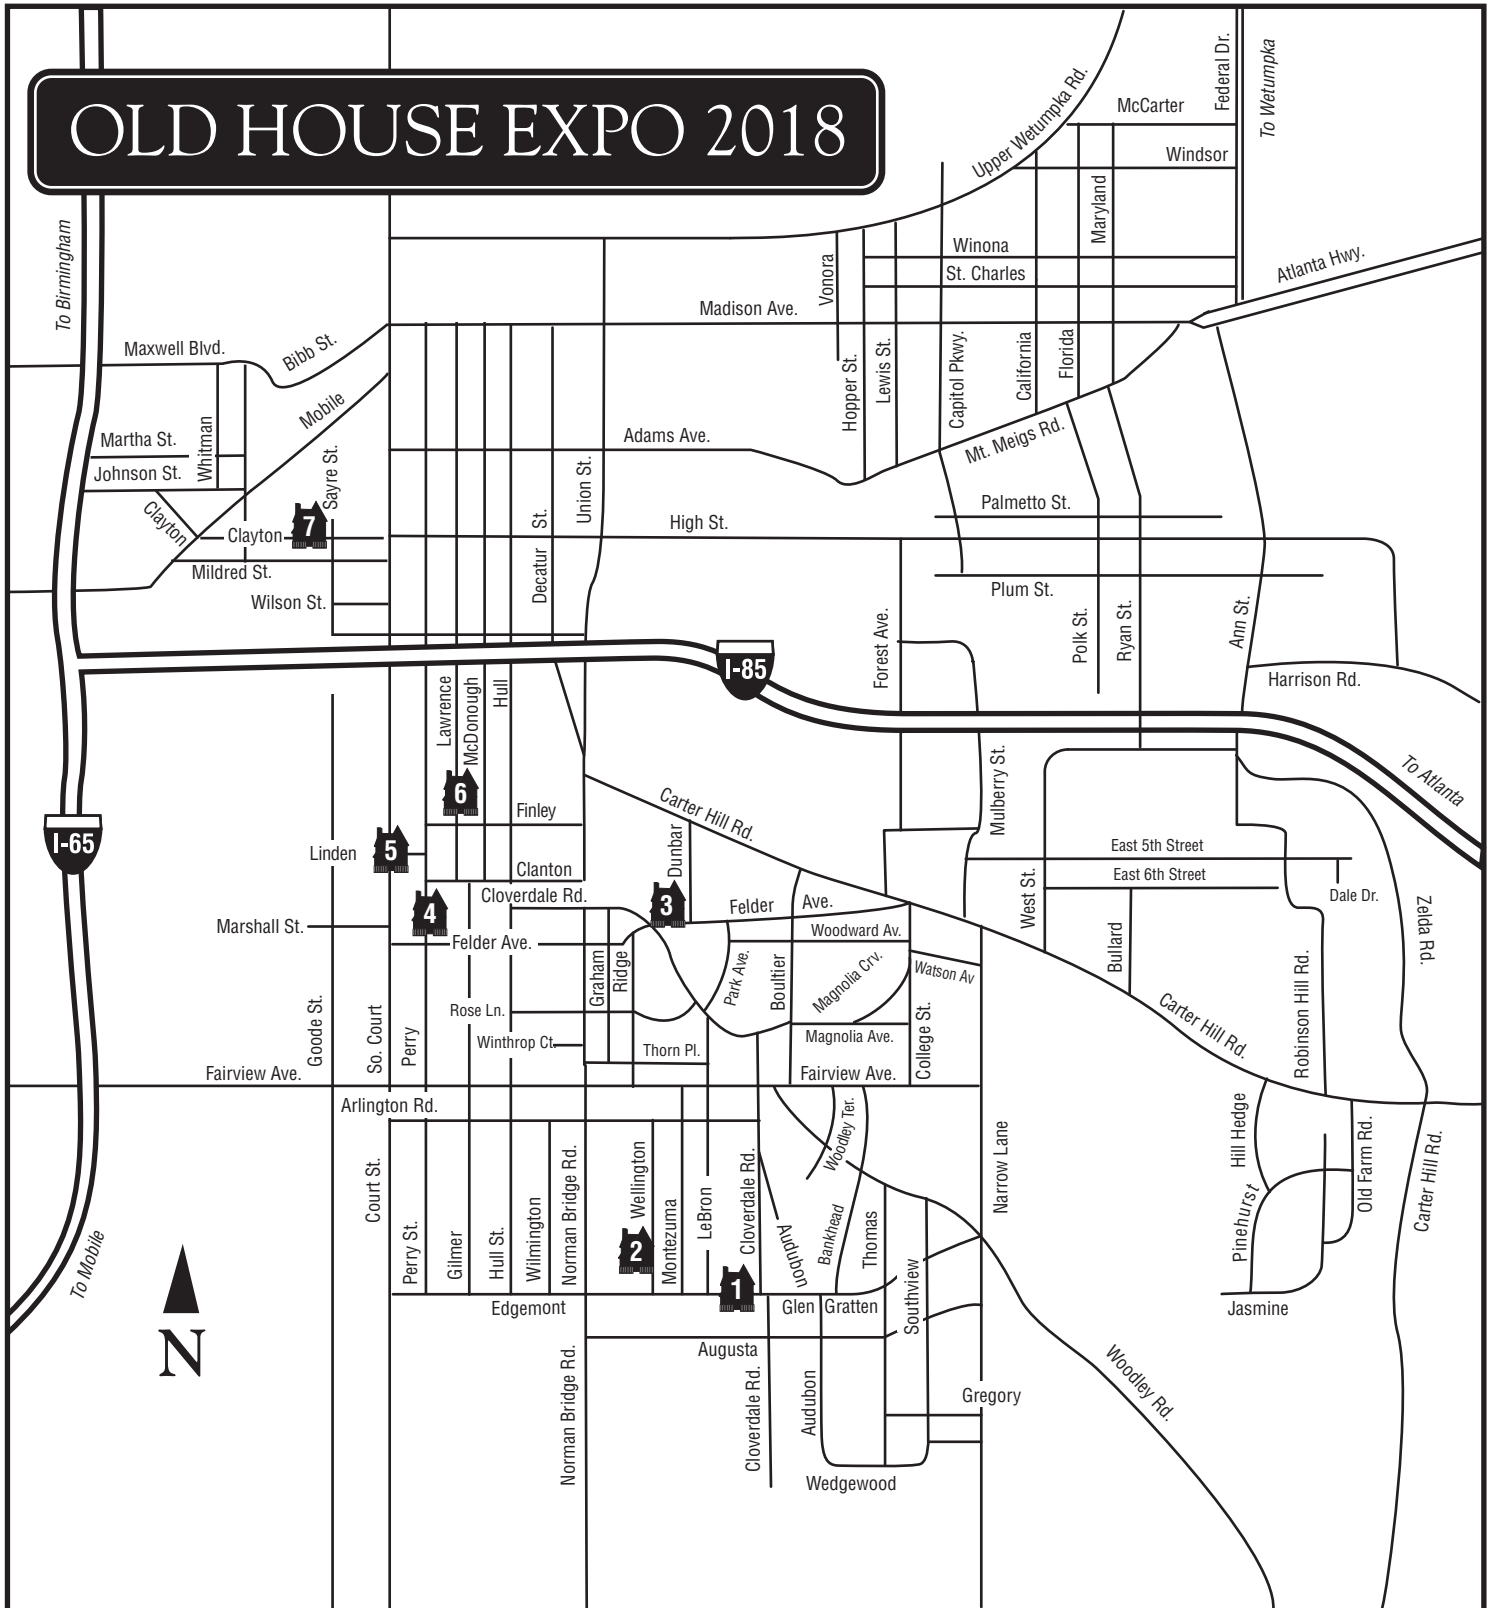 OLD HOUSE EXPO 2018
Federal Dr.
To Wetumpka
Upper Wetumpka Rd.
McCarter
Windsor
Maryland
To Birmingham
Winona
St. Charles
Vonora
Atlanta Hwy.
Madison Ave.
Maxwell Blvd.
Bibb St.
Hopper St.
Lewis St.
Capitol Pkwy.
California
Florida
Mobile
Martha St.
Whitman
Johnson St.
Sayre St.
Adams Ave.
Mt. Meigs Rd.
Union St.
Clayton
Clayton
7
Decatur St.
High St.
Palmetto St.
Mildred St.
Plum St.
Wilson St.
Forest Ave.
Polk St.
Ryan St.
Ann St.
I-85
Harrison Rd.
Lawrence
McDonough
Hull
To Atlanta
Mulberry St.
6
Finley
Carter Hill Rd.
I-65
Linden
5
Dunbar
East 5th Street
Clanton
East 6th Street
Cloverdale Rd.
Dale Dr.
West St.
4
3
Felder Ave.
Zelda Rd.
Marshall St.
Felder Ave.
Woodward Av.
Bullard
Graham
Ridge
Park Ave.
Boultier
Magnolia Crv.
Watson Av
Goode St.
So. Court
Perry
Rose Ln.
Carter Hill Rd.
Robinson Hill Rd.
Winthrop Ct.
Thorn Pl.
Magnolia Ave.
College St.
Fairview Ave.
Fairview Ave.
Arlington Rd.
Woodley Ter.
Narrow Lane
Hill Hedge
Old Farm Rd.
Carter Hill Rd.
Court St.
Perry St.
Gilmer
Hull St.
Wilmington
Norman Bridge Rd.
Wellington
Montezuma
LeBron
Cloverdale Rd.
Audubon
Bankhead
Thomas
Southview
Pinehurst
To Mobile
2
1
Edgemont
Glen Gratten
Jasmine
N
Augusta
Norman Bridge Rd.
Cloverdale Rd.
Audubon
Gregory
Woodley Rd.
Wedgewood